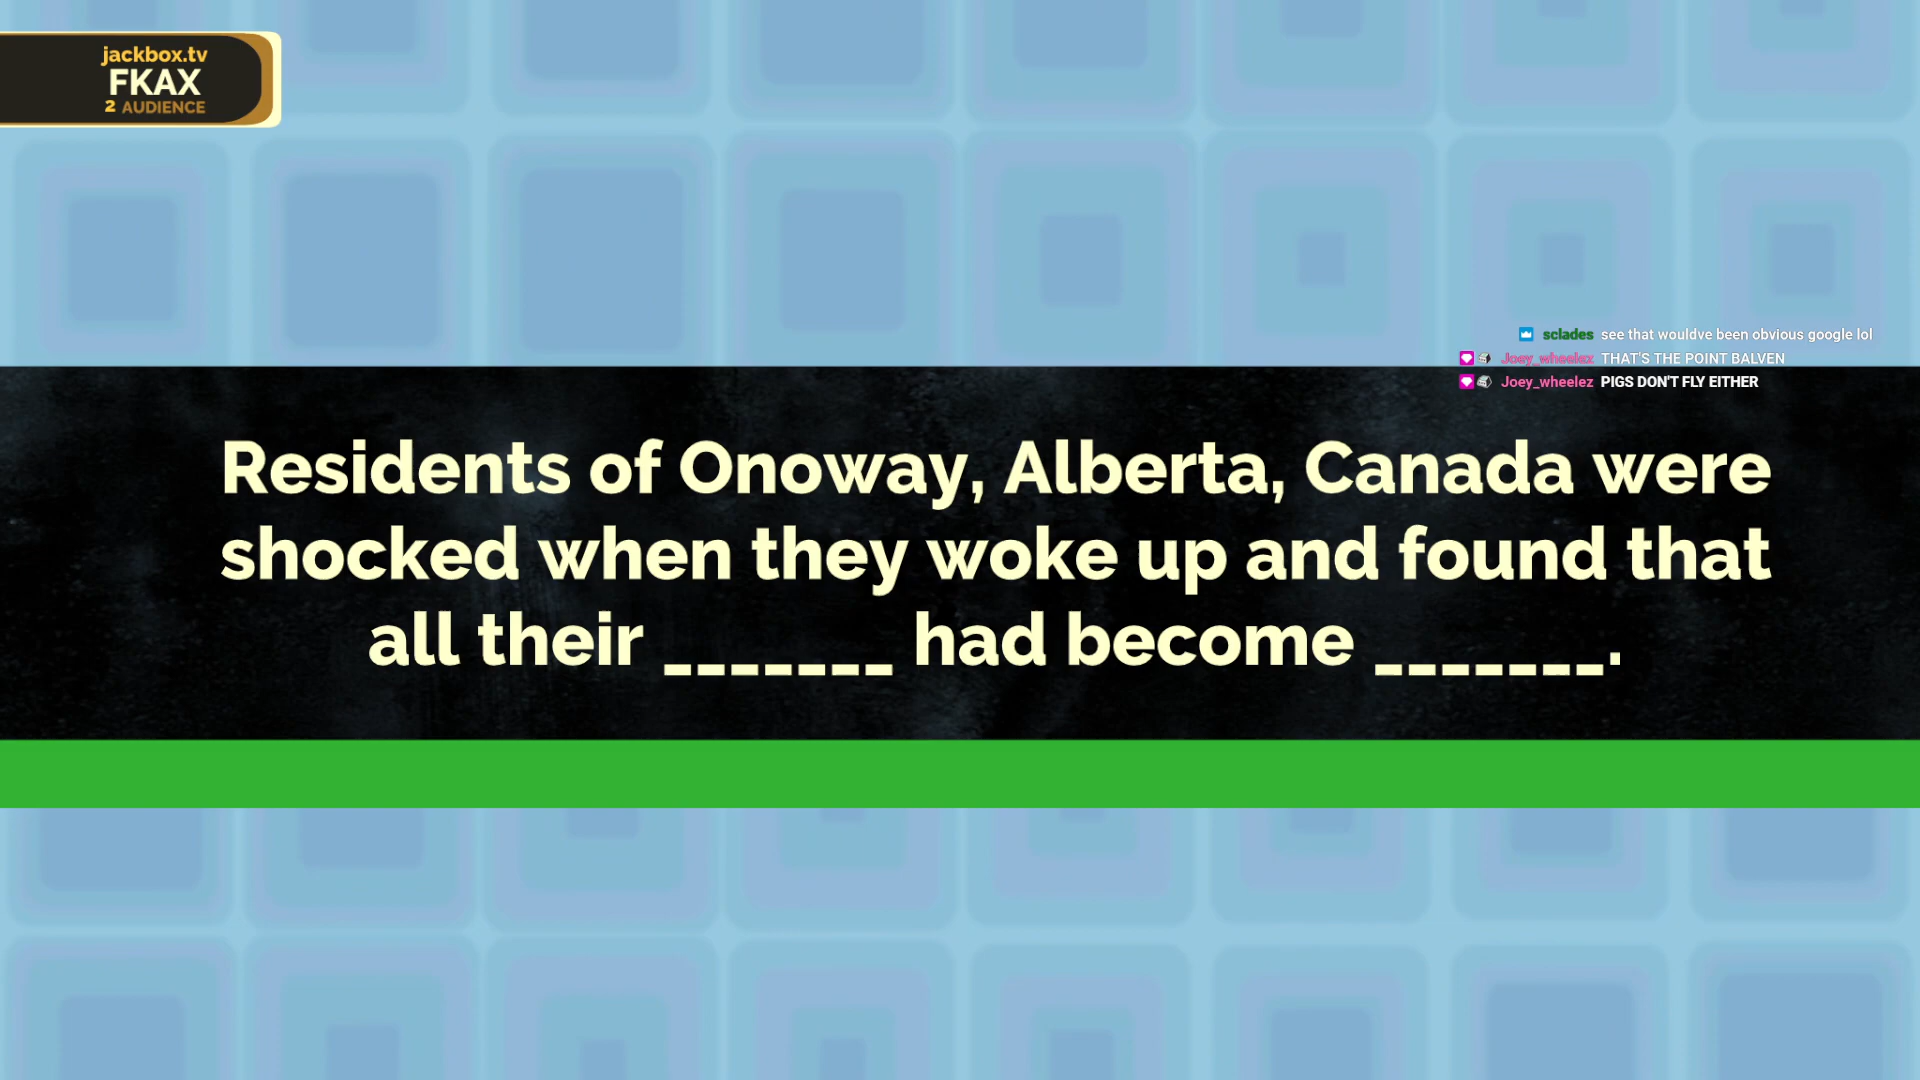 jackbox.tv
FKAX
2 AUDIENCE
sclades see that wouldve been obvious google lol
Joey_wheelez THAT'S THE POINT BALVEN
Joey_wheelez PIGS DON'T FLY EITHER
Residents of Onoway, Alberta, Canada were
shocked when they woke up and found that
all their _______ had become _______.